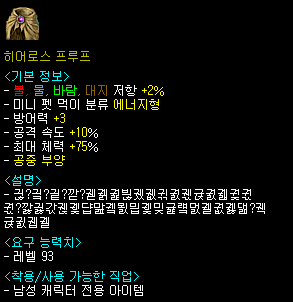 히어로스 프루프
<기본 정보>
- 불, 물, 바람, 대지 저항 +2%
- 미니 펫 먹이 분류 에너지형
- 방어력 +3
- 공격 속도 +10%
- 최대 체력 +75%
- 공중 부양
<설명>
<요구 능력치>
- 레벨 93
<착용/사용 가능한 직업>
- 남성 캐릭터 전용 아이템